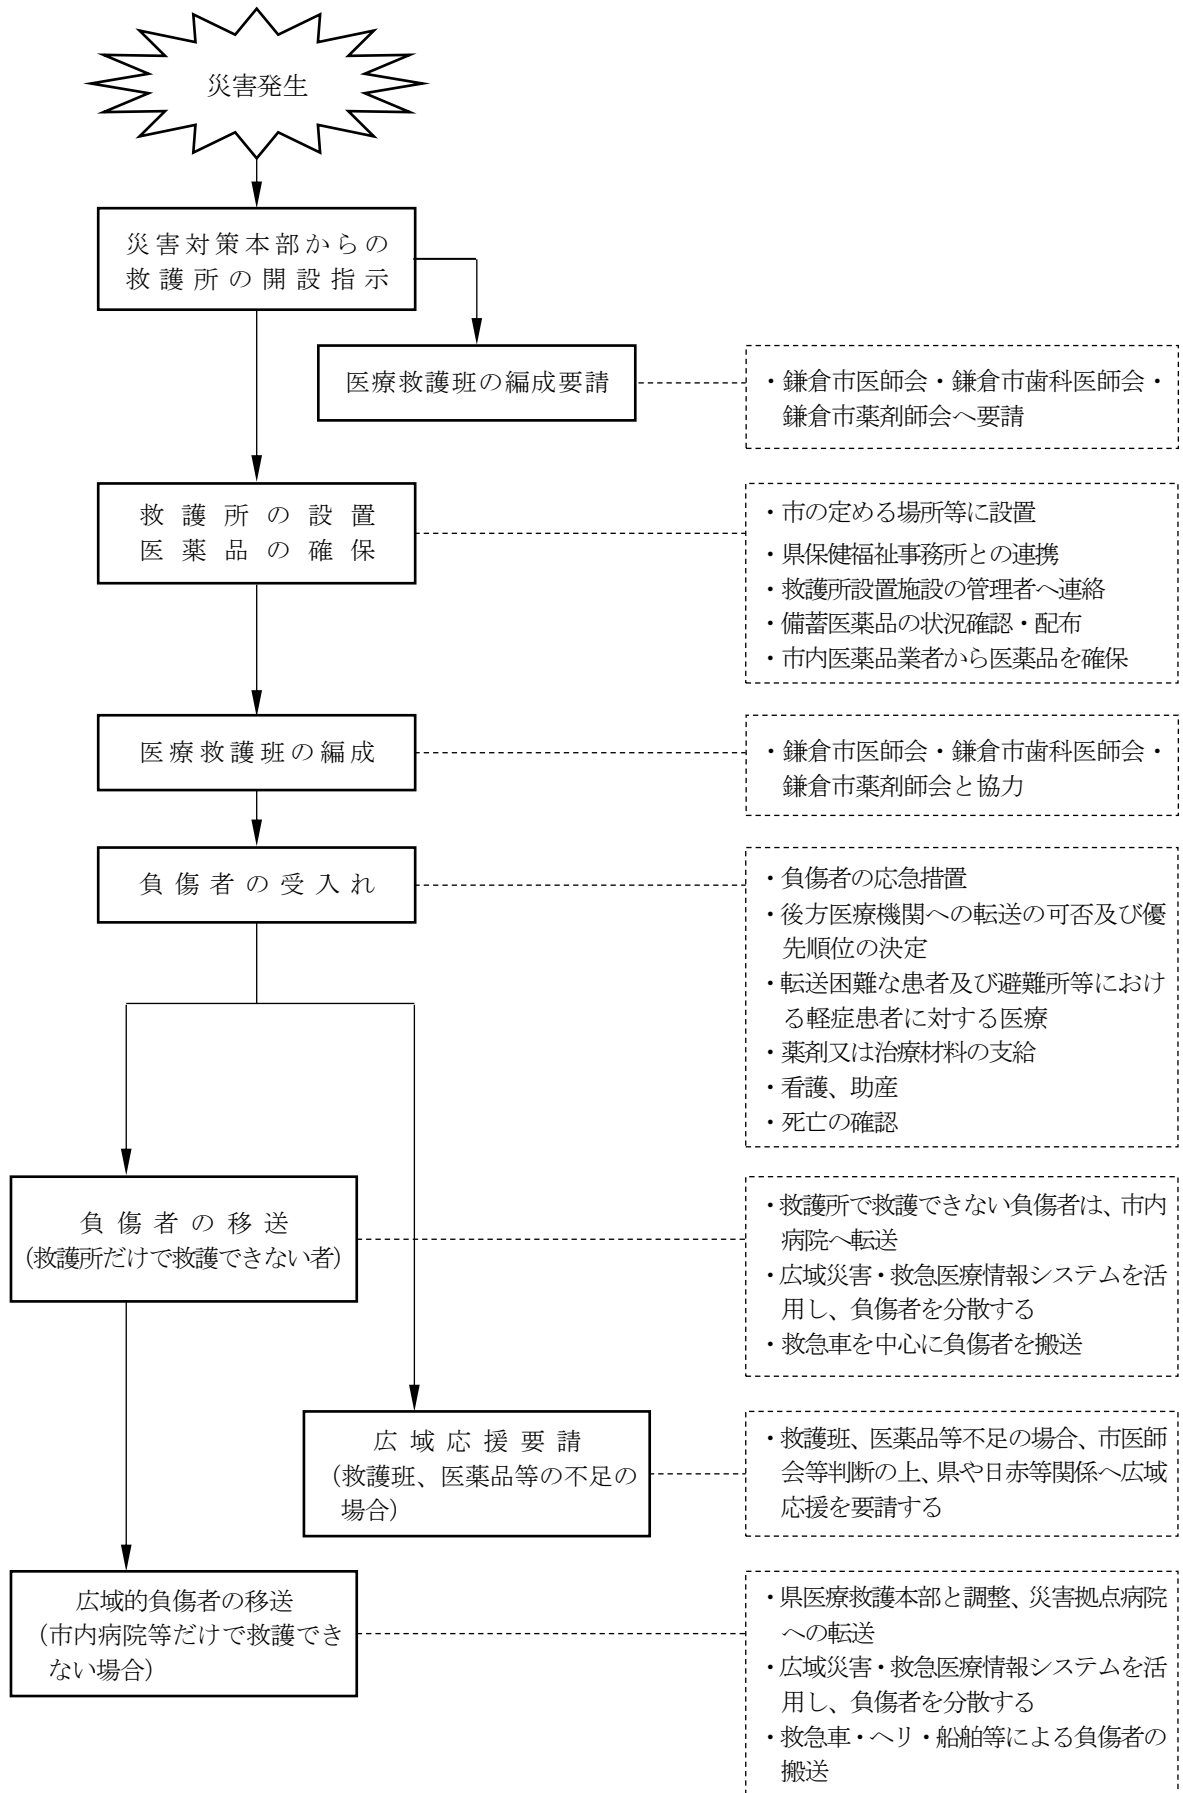 災害発生
災害対策本部からの
救護所の開設指示
医療救護班の編成要請
・鎌倉市医師会・鎌倉市歯科医師会・
鎌倉市薬剤師会へ要請
救護所の設置
医薬品の確保
・市の定める場所等に設置
・県保健福祉事務所との連携
・救護所設置施設の管理者へ連絡
・備蓄医薬品の状況確認・配布
・市内医薬品業者から医薬品を確保
医療救護班の編成
・鎌倉市医師会・鎌倉市歯科医師会・
鎌倉市薬剤師会と協力
負傷者の受入れ
・負傷者の応急措置
・後方医療機関への転送の可否及び優
先順位の決定
・転送困難な患者及び避難所等におけ
る軽症患者に対する医療
・薬剤又は治療材料の支給
・看護、助産
・死亡の確認
負傷者の移送
（救護所だけで救護できない者）
・救護所で救護できない負傷者は、市内
病院へ転送
・広域災害・救急医療情報システムを活
用し、負傷者を分散する
・救急車を中心に負傷者を搬送
広域応援要請
（救護班、医薬品等の不足の
場合）
・救護班、医薬品等不足の場合、市医師
会等判断の上、県や日赤等関係へ広域
応援を要請する
広域的負傷者の移送
（市内病院等だけで救護でき
ない場合）
・県医療救護本部と調整、災害拠点病院
への転送
・広域災害・救急医療情報システムを活
用し、負傷者を分散する
・救急車・ヘリ・船舶等による負傷者の
搬送